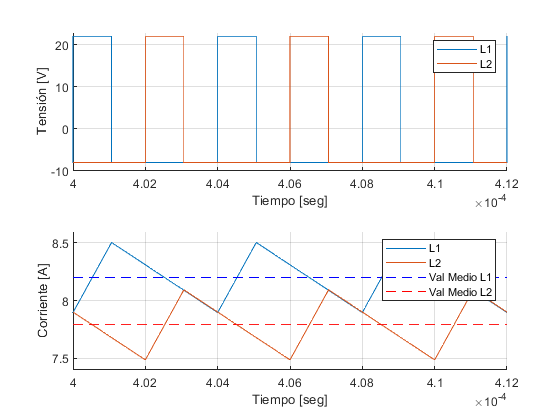 Tensión [V]
20
10
0
-10
L1
L2
4 4.02 4.04 4.06 4.08 4.1 4.12
Tiempo [seg]
×10⁻⁴
Corriente [A]
8.5
8
7.5
L1
L2
Val Medio L1
Val Medio L2
4 4.02 4.04 4.06 4.08 4.1 4.12
Tiempo [seg]
×10⁻⁴